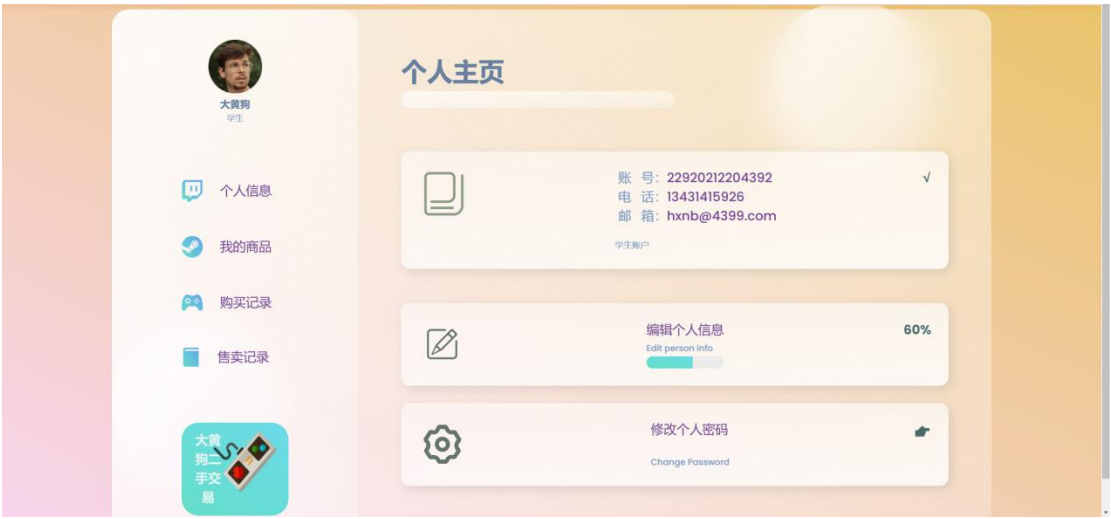 大黄狗
学生
个人信息
我的商品
购买记录
售卖记录
大黄
狗二
手交
易
个人主页
账 号: 22920212204392
电 话: 13431415926
邮 箱: hxnb@4399.com
学生账户
√
编辑个人信息
Edit person info
60%
修改个人密码
Change Password